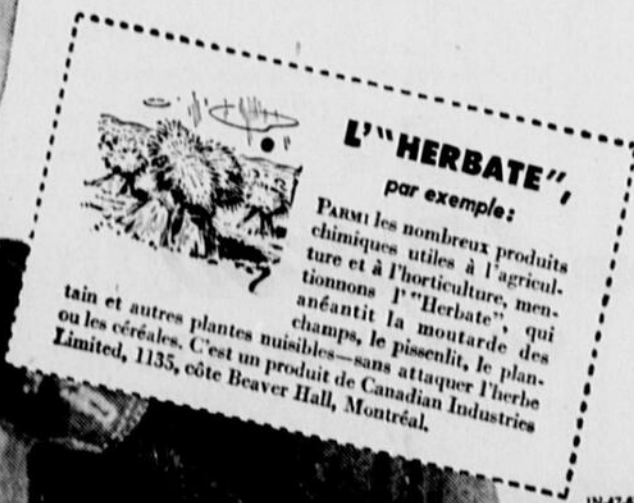 L'"HERBATE",
par exemple:
PARMI les nombreux produits
chimiques utiles à l'agricul-
ture et à l'horticulture, men-
tionnons l'"Herbate", qui
anéantit la moutarde des
champs, le pissenlit, le plan-
tain et autres plantes nuisibles—sans attaquer l'herbe
ou les céréales. C'est un produit de Canadian Industries
Limited, 1135, côte Beaver Hall, Montréal.